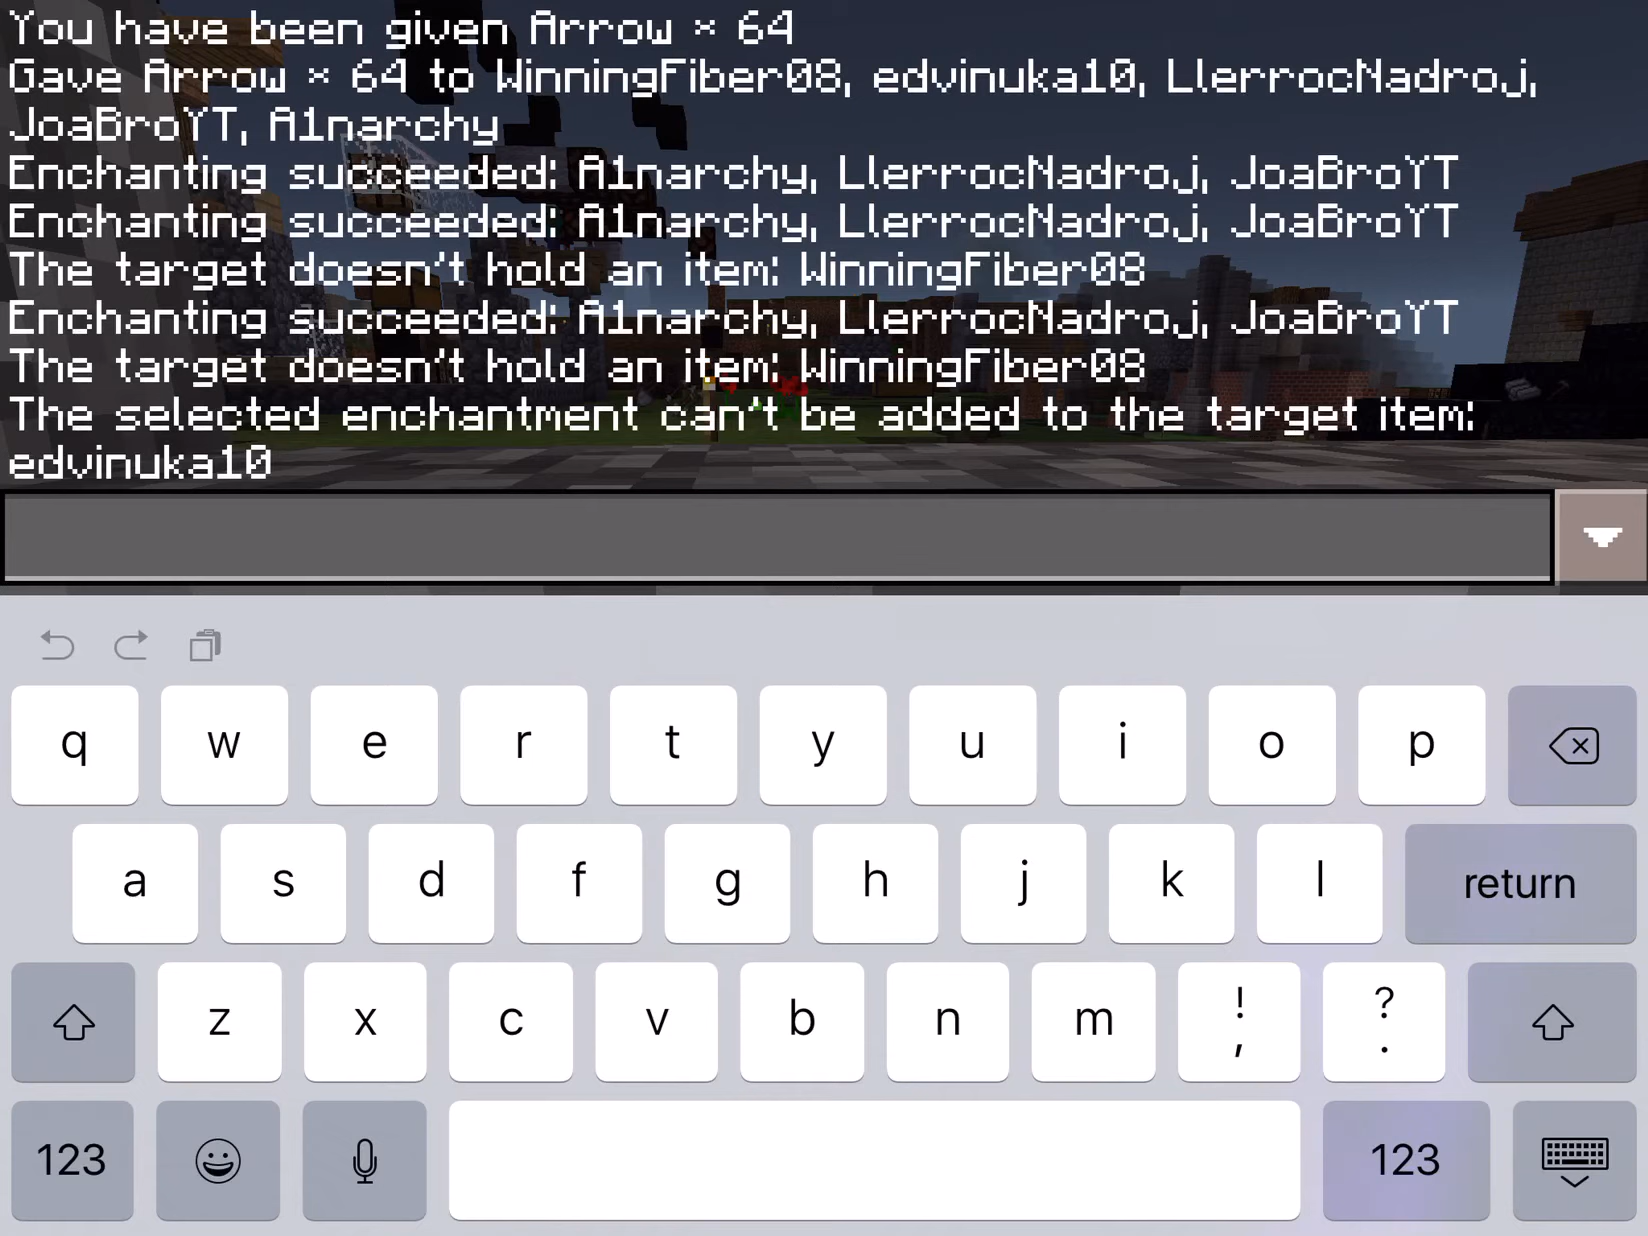 You have been given Arrow × 64
Gave Arrow × 64 to WinningFiber08, edvinuka10, LlerrocNadroj,
JoaBroYT, A1narchy
Enchanting succeeded: A1narchy, LlerrocNadroj, JoaBroYT
Enchanting succeeded: A1narchy, LlerrocNadroj, JoaBroYT
The target doesn't hold an item: WinningFiber08
Enchanting succeeded: A1narchy, LlerrocNadroj, JoaBroYT
The target doesn't hold an item: WinningFiber08
The selected enchantment can't be added to the target item:
edvinuka10
q w e r t y u i o p
a s d f g h j k l return
z x c v b n m ! , ? .
123 123